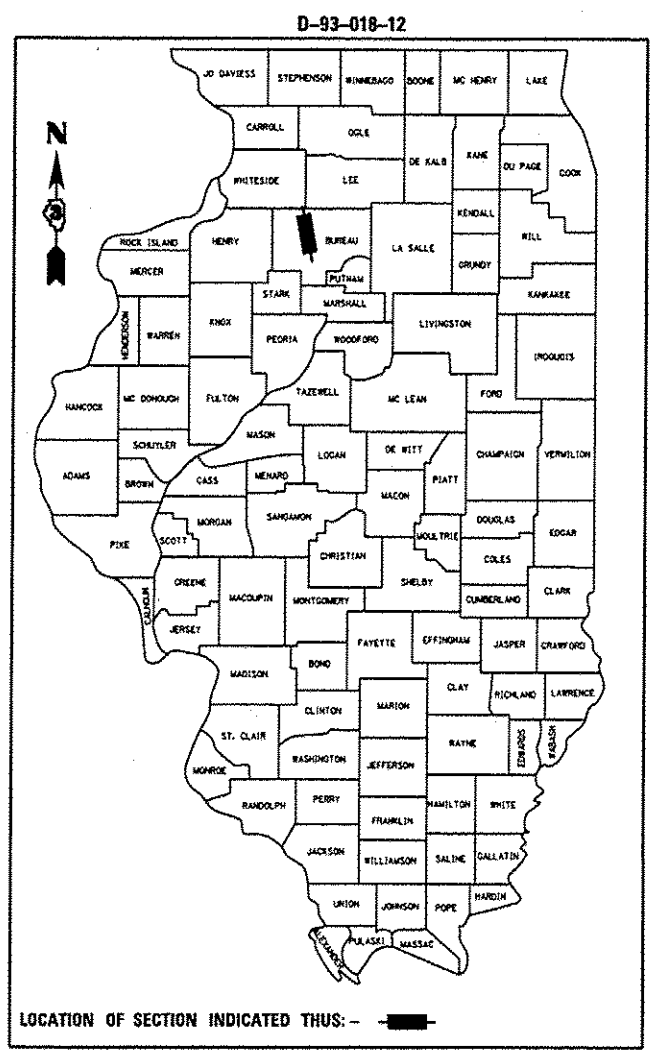 D-93-018-12
JO DAVIESS STEPHENSON WINNEBAGO BOONE MC HENRY LAKE
N
CARROLL OGLE DE KALB KANE DU PAGE COOK
WHITESIDE LEE
KENDALL WILL
ROCK ISLAND HENRY BUREAU LA SALLE GRUNDY
MERCER PUTNAM
STARK MARSHALL KANKAKEE
HENDERSON WARREN KNOX PEORIA WOODFORD LIVINGSTON IROQUOIS
HANCOCK MC DONOUGH FULTON TAZEWELL MC LEAN FORD
MASON
SCHUYLER LOGAN DE WITT CHAMPAIGN VERMILION
ADAMS BROWN CASS MENARD PIATT
MACON
MORGAN SANGAMON DOUGLAS
PIKE SCOTT CHRISTIAN MOULTRIE EDGAR
COLES
CALHOUN GREENE MACOUPIN MONTGOMERY SHELBY CLARK
CUMBERLAND
JERSEY FAYETTE EFFINGHAM JASPER CRAWFORD
MADISON BOND
CLAY RICHLAND LAWRENCE
CLINTON MARION
ST. CLAIR WAYNE EDWARDS WABASH
WASHINGTON JEFFERSON
MONROE
RANDOLPH PERRY HAMILTON WHITE
FRANKLIN
JACKSON WILLIAMSON SALINE GALLATIN
UNION JOHNSON POPE HARDIN
ALEXANDER PULASKI MASSAC
LOCATION OF SECTION INDICATED THUS: -